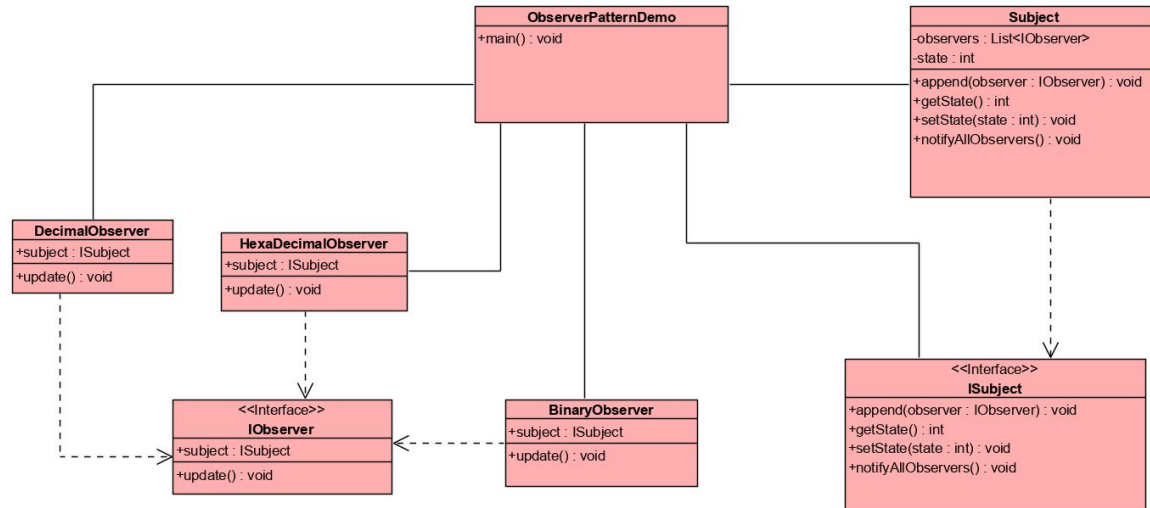 ObserverPatternDemo
+main() : void
Subject
-observers : List<IObserver>
-state : int
+append(observer : IObserver) : void
+getState() : int
+setState(state : int) : void
+notifyAllObservers() : void
DecimalObserver
+subject : ISubject
+update() : void
HexaDecimalObserver
+subject : ISubject
+update() : void
<<Interface>>
IObserver
+subject : ISubject
+update() : void
BinaryObserver
+subject : ISubject
+update() : void
<<Interface>>
ISubject
+append(observer : IObserver) : void
+getState() : int
+setState(state : int) : void
+notifyAllObservers() : void